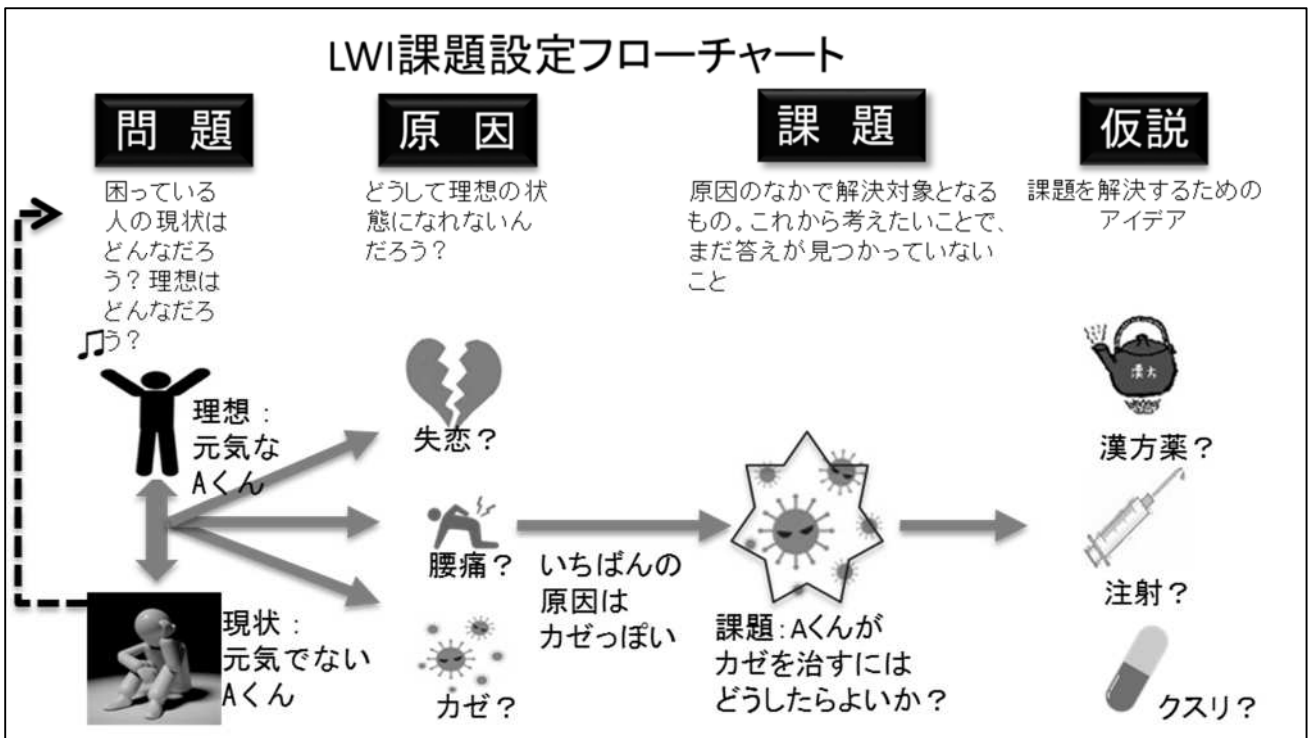 LWI課題設定フローチャート
問 題
困っている
人の現状は
どんなだろ
う？理想は
どんなだろ
う？
理想：
元気な
Aくん
現状：
元気でない
Aくん
原 因
どうして理想の状
態になれないん
だろう？
失恋？
腰痛？
カゼ？
いちばんの
原因は
カゼっぽい
課 題
原因のなかで解決対象となる
もの。これから考えたいことで、
まだ答えが見つかっていない
こと
課題：Aくんが
カゼを治すには
どうしたらよいか？
仮説
課題を解決するための
アイデア
漢方薬？
注射？
クスリ？